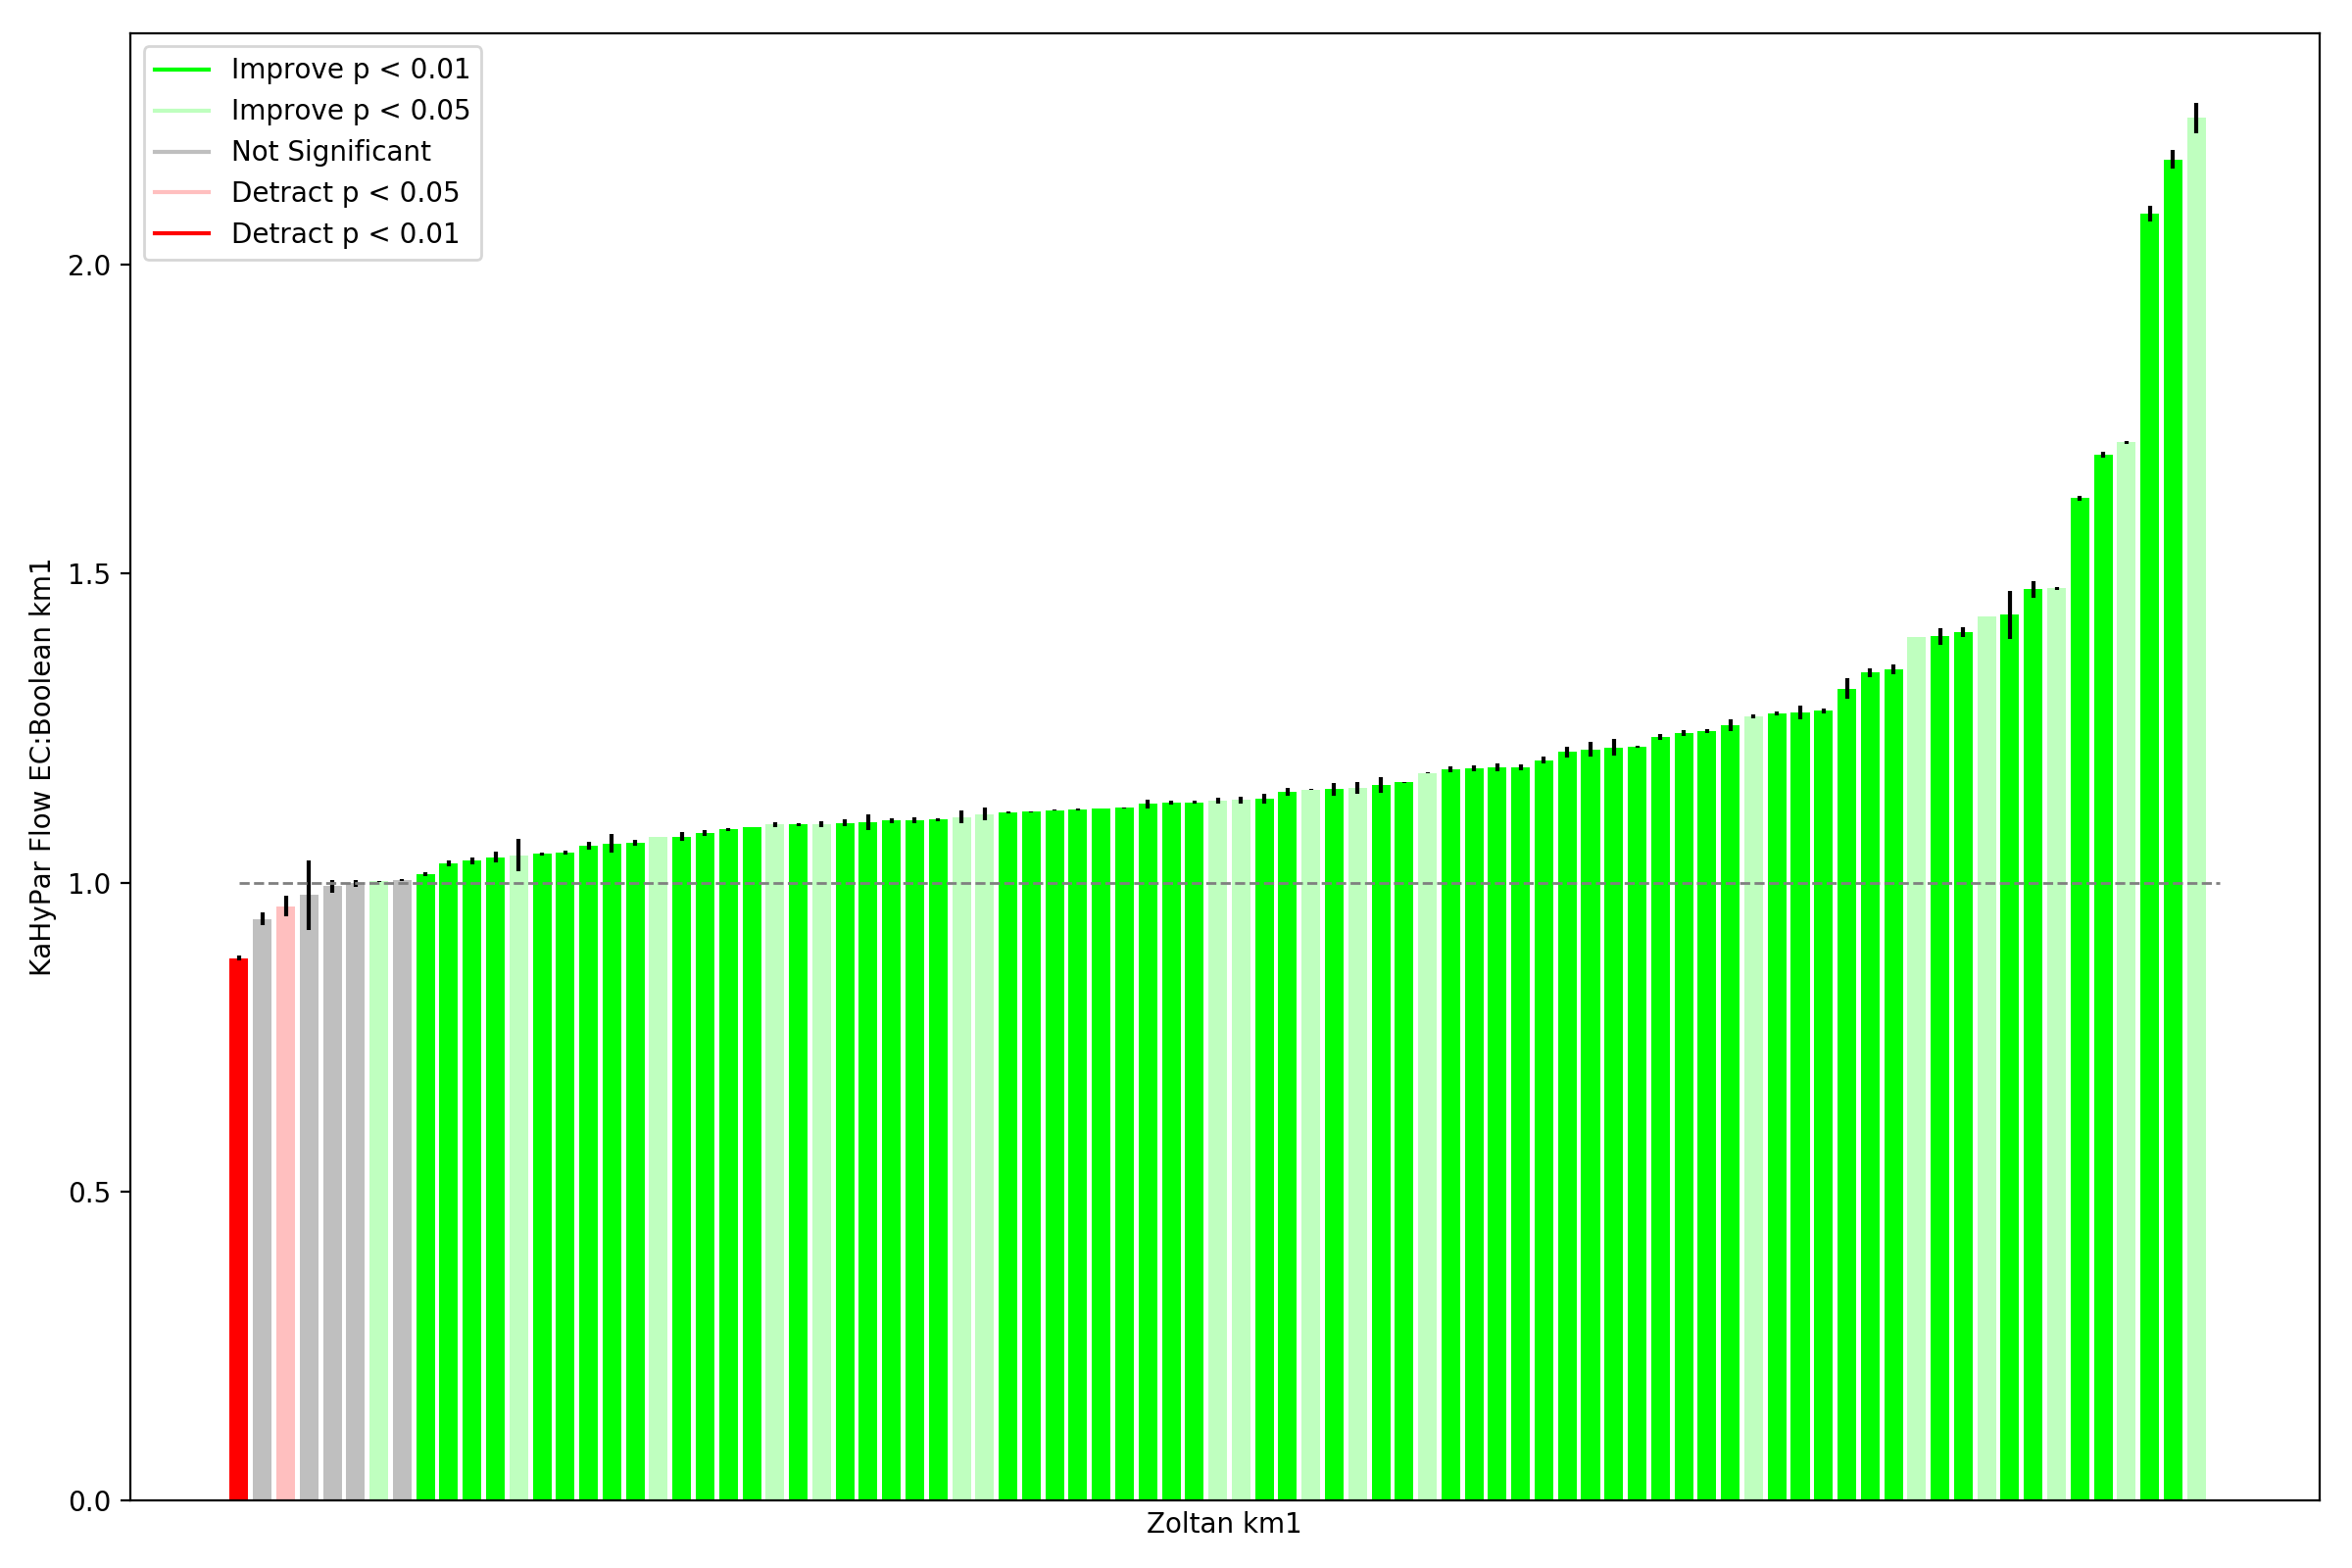 Improve p < 0.01
Improve p < 0.05
Not Significant
Detract p < 0.05
Detract p < 0.01
KaHyPar Flow EC:Boolean km1
2.0
1.5
1.0
0.5
0.0
Zoltan km1